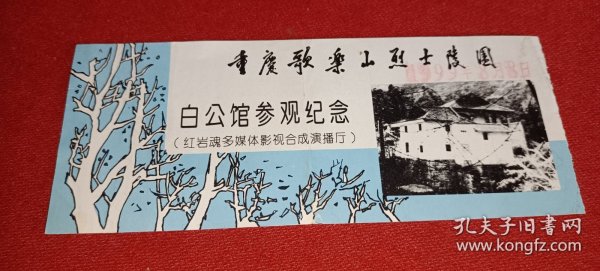 重庆歌乐山烈士陵园
白公馆参观纪念
（红岩魂多媒体影视合成演播厅）
孔夫子旧书网
www.kongfz.com